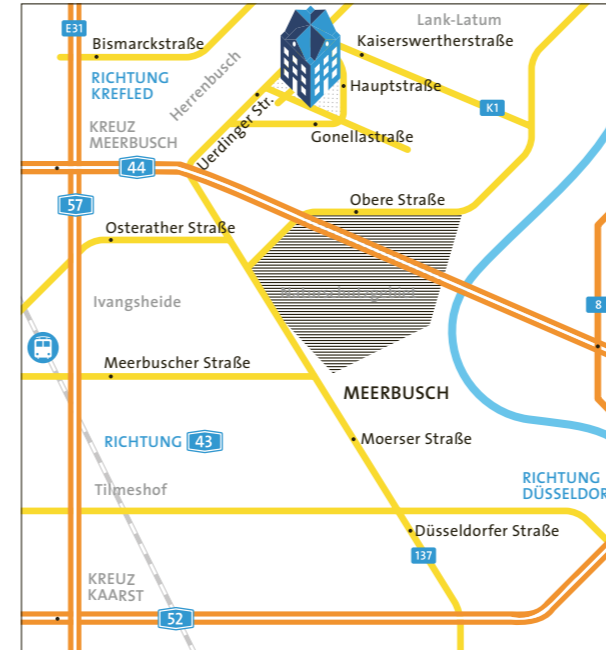 Lank-Latum
E31
Bismarckstraße
Kaiserswertherstraße
RICHTUNG
KREFLED
Herrenbusch
Hauptstraße
K1
Uerdinger Str.
KREUZ
MEERBUSCH
Gonellastraße
44
57
Obere Straße
Osterather Straße
Naturschutzgebiet
Ivangsheide
8
Meerbuscher Straße
MEERBUSCH
RICHTUNG 43
Moerser Straße
Tilmeshof
RICHTUNG
DÜSSELDOR
Düsseldorfer Straße
137
KREUZ
KAARST
52